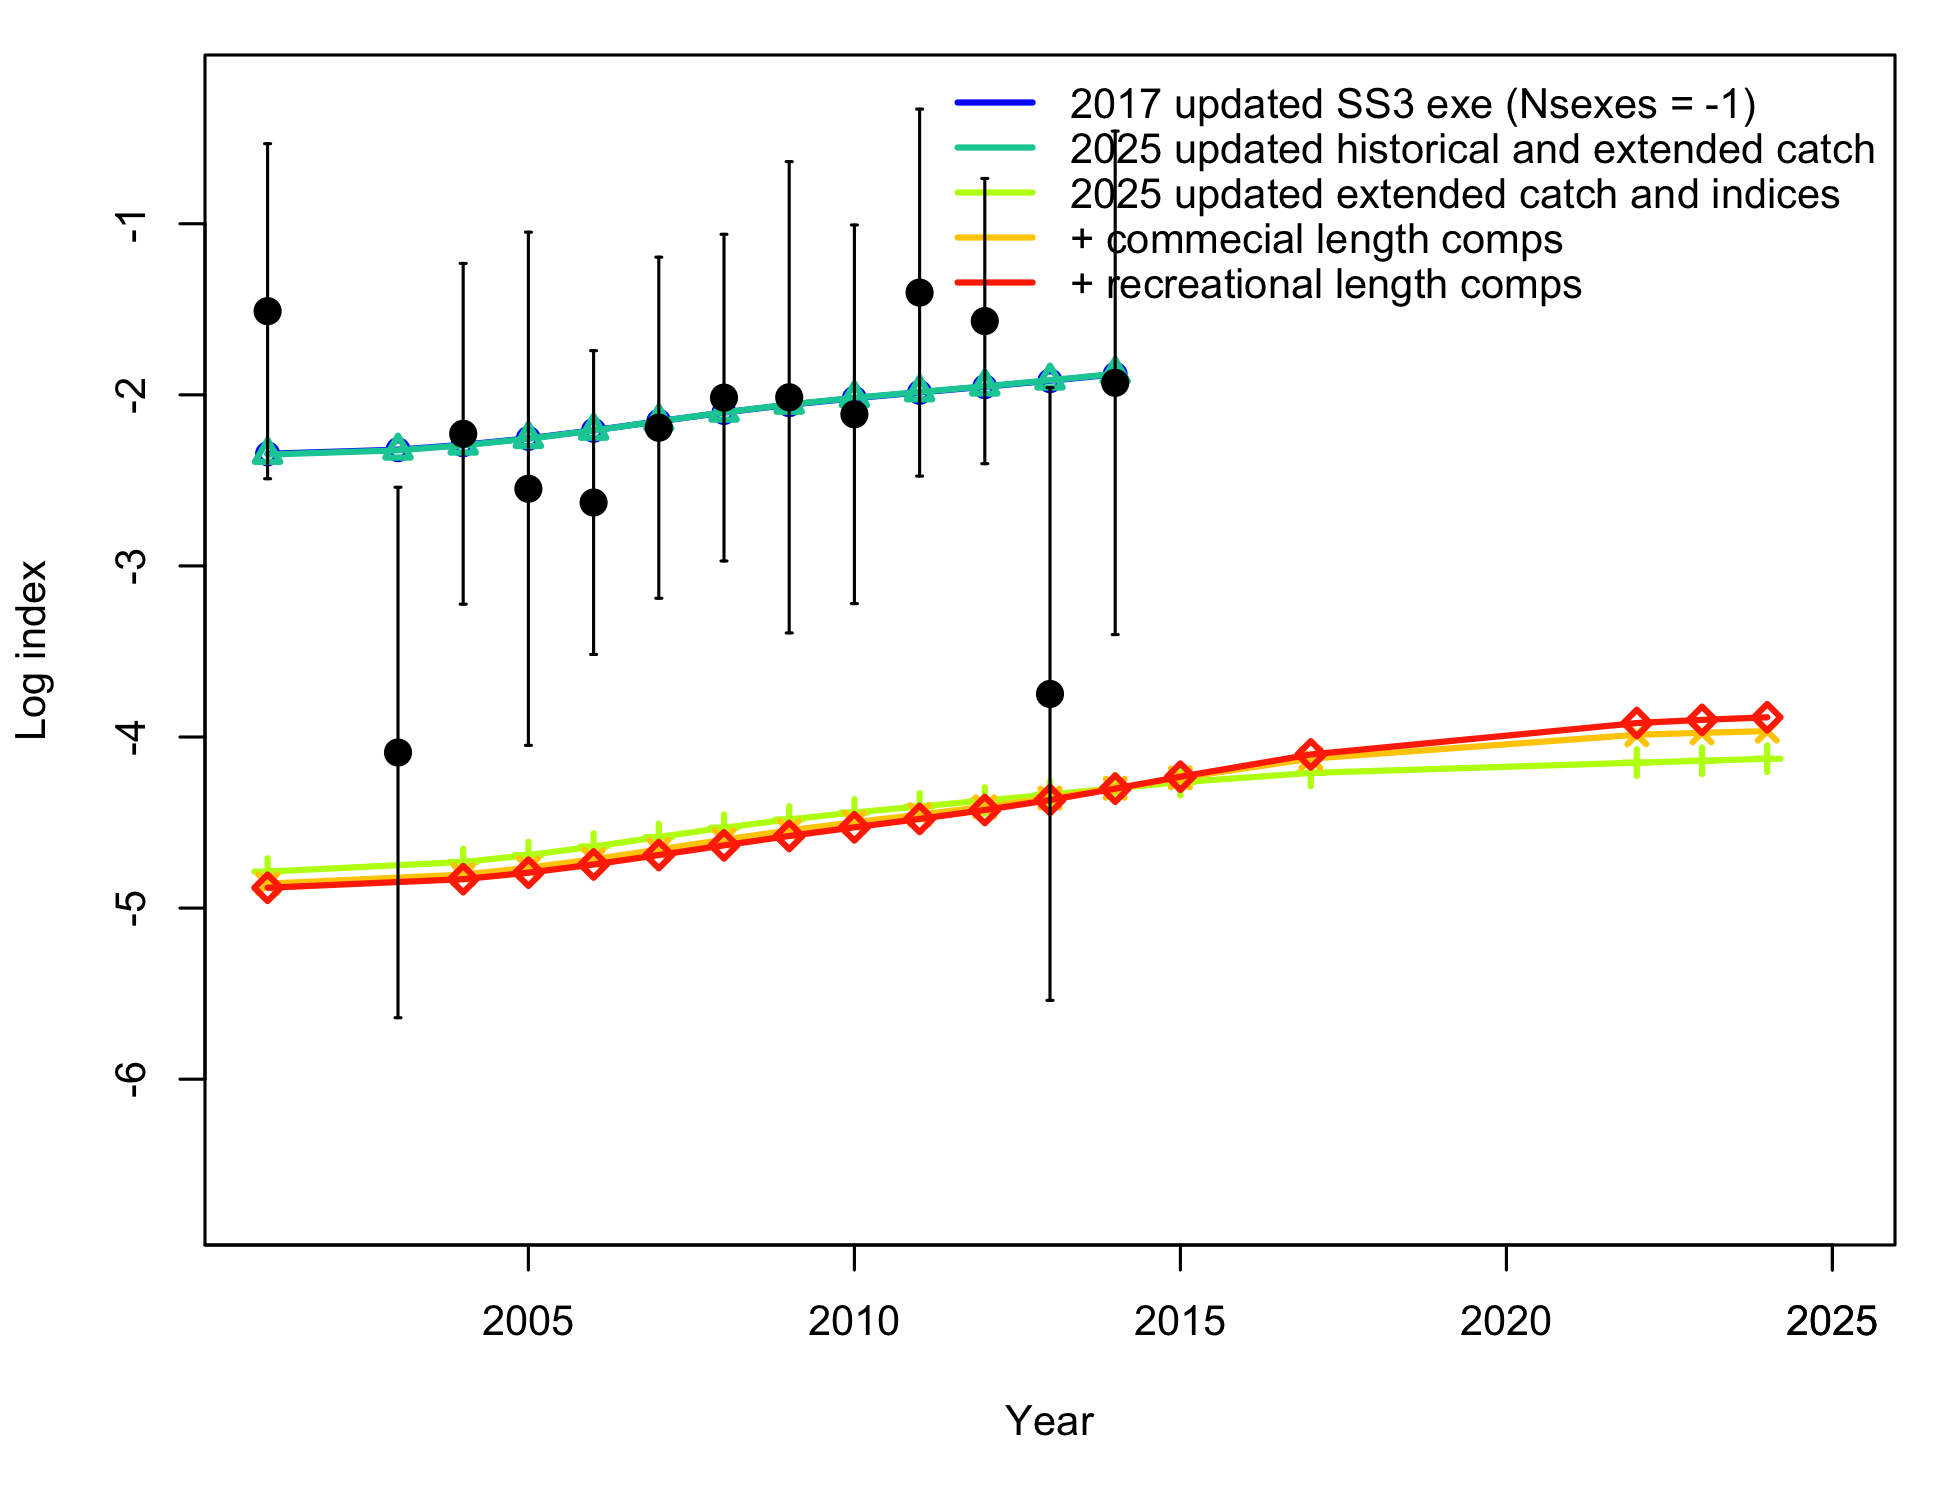 2017 updated SS3 exe (Nsexes = -1)
2025 updated historical and extended catch
2025 updated extended catch and indices
+ commecial length comps
+ recreational length comps
-1
-2
-3
-4
-5
-6
Log index
2005 2010 2015 2020 2025
Year